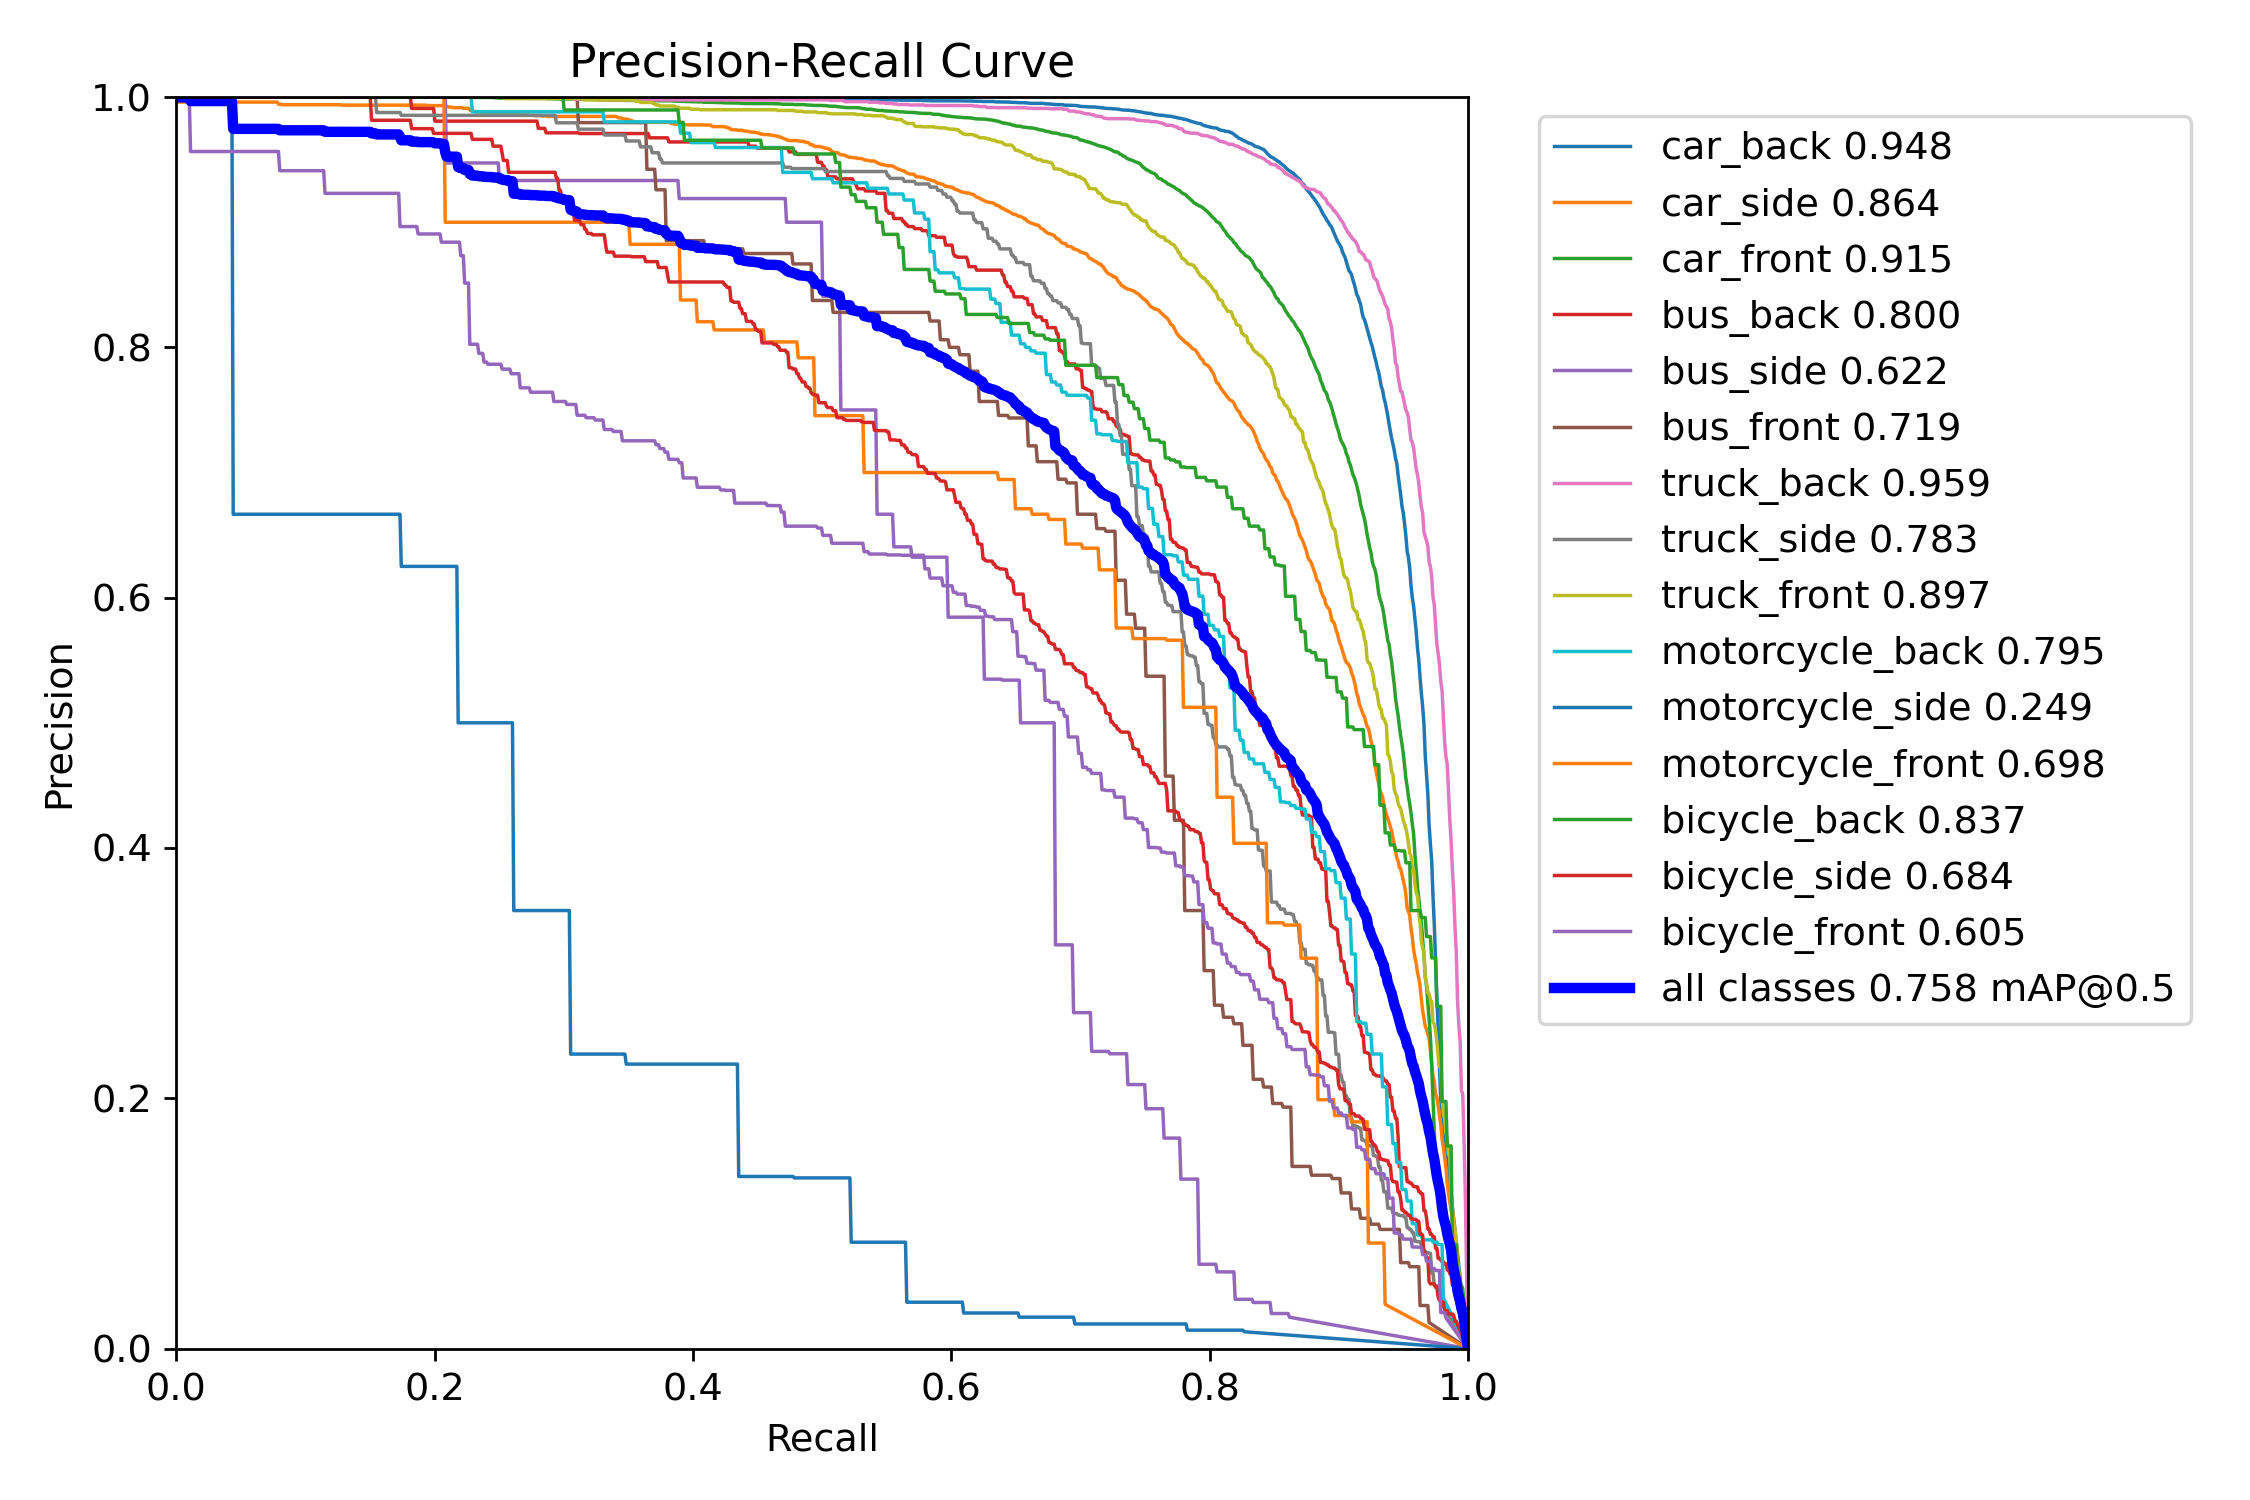 Precision-Recall Curve
1.0
0.8
0.6
0.4
0.2
0.0
Precision
0.0 0.2 0.4 0.6 0.8 1.0
Recall
car_back 0.948
car_side 0.864
car_front 0.915
bus_back 0.800
bus_side 0.622
bus_front 0.719
truck_back 0.959
truck_side 0.783
truck_front 0.897
motorcycle_back 0.795
motorcycle_side 0.249
motorcycle_front 0.698
bicycle_back 0.837
bicycle_side 0.684
bicycle_front 0.605
all classes 0.758 mAP@0.5